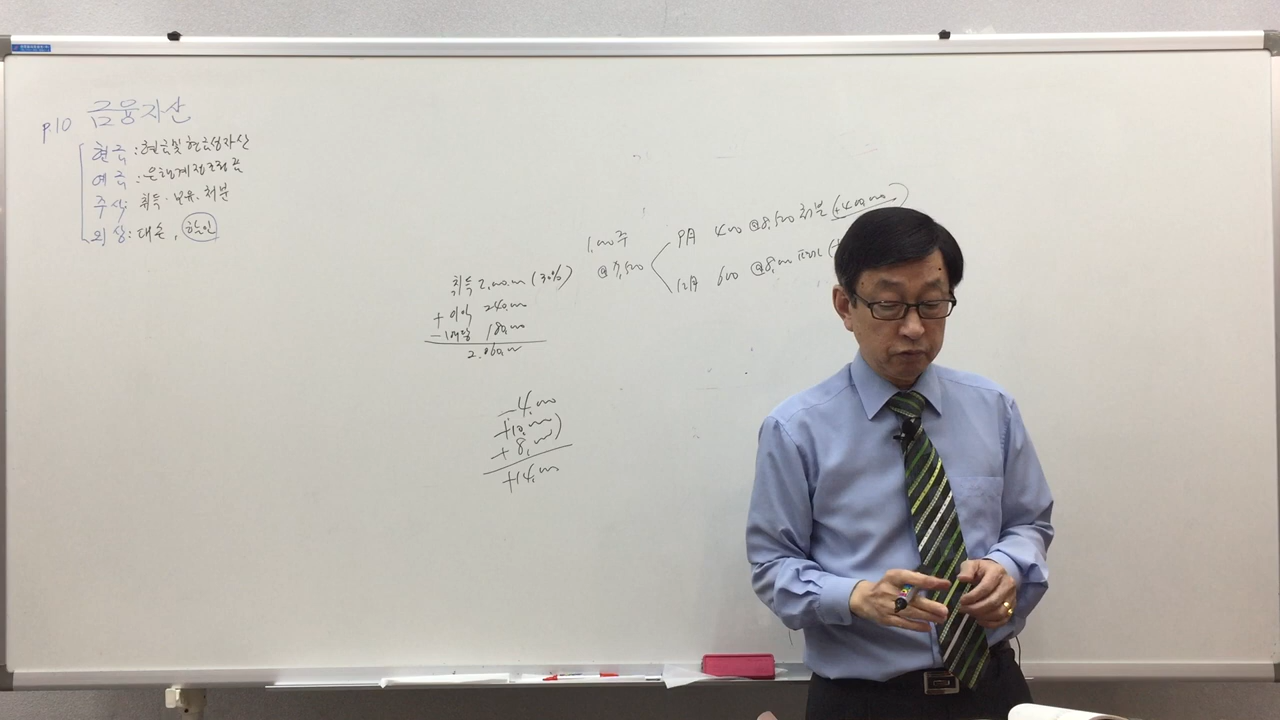 p.10 금융자산
현금 : 현금및현금성자산
예금 : 은행계정조정표
주식 : 취득·보유·처분
외상 : 대손, 할인
1,000주
@7,500
9月 400 @8,500 처분 (+400,000)
12月 600 @8,000 평가 (+
취득 2,000,000 (30%)
+ 이익 240,000
- 배당 180,000
2,060,000
-4,000
+10,000)
+8,000
+14,000